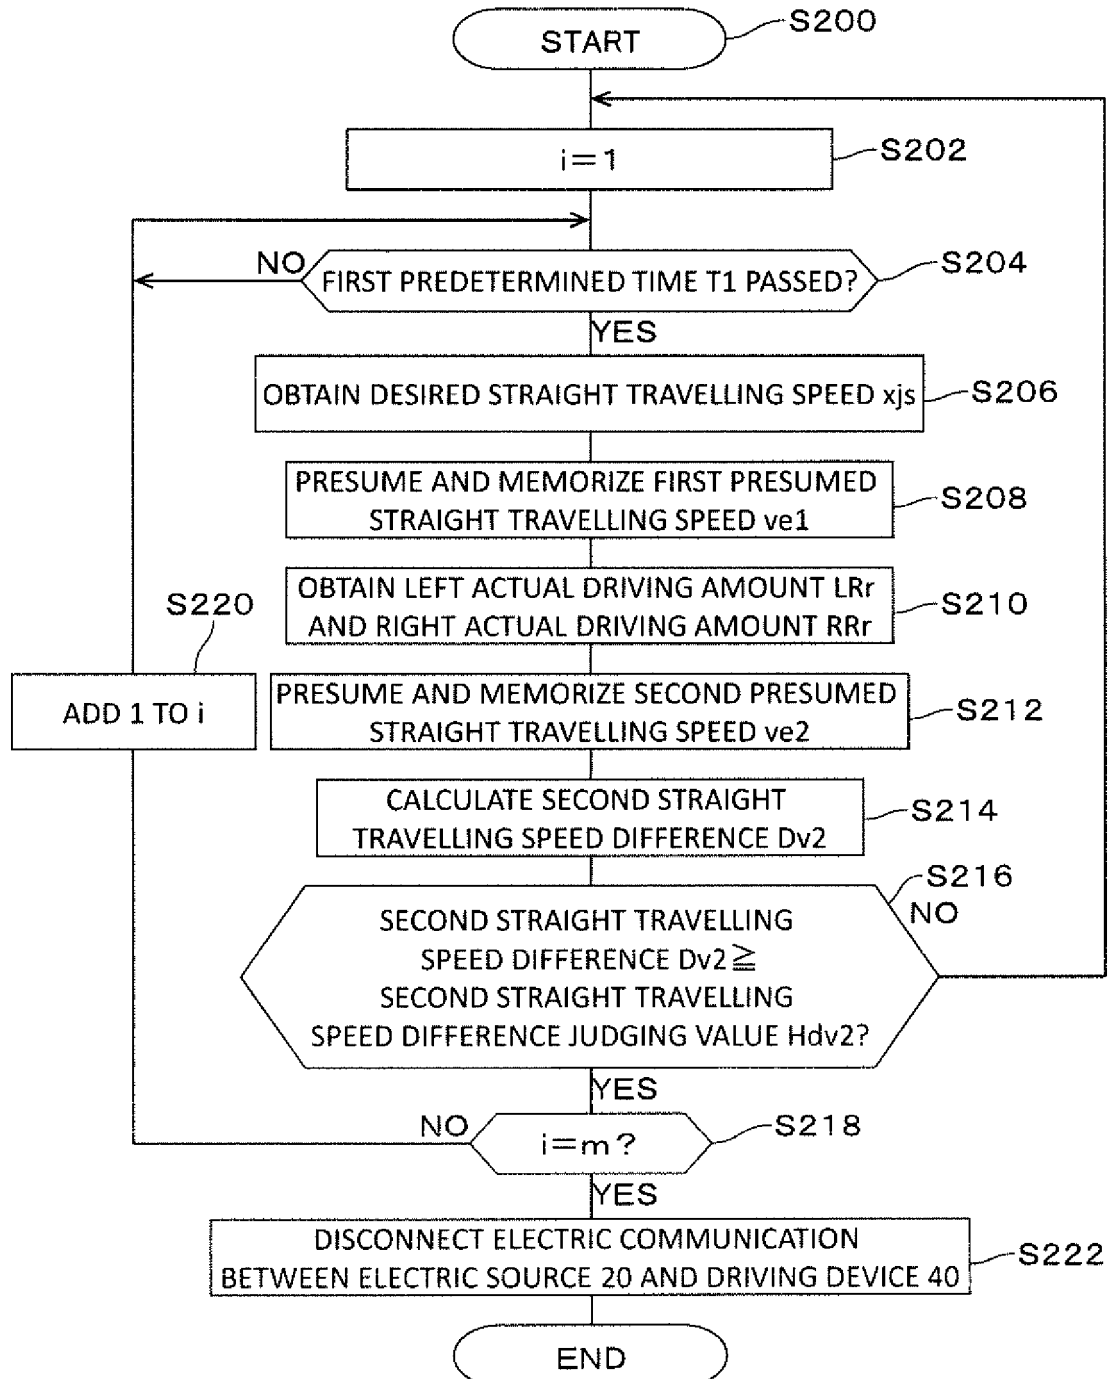 START
S200
i=1
S202
NO
FIRST PREDETERMINED TIME T1 PASSED?
S204
YES
OBTAIN DESIRED STRAIGHT TRAVELLING SPEED xjs
S206
PRESUME AND MEMORIZE FIRST PRESUMED
STRAIGHT TRAVELLING SPEED ve1
S208
OBTAIN LEFT ACTUAL DRIVING AMOUNT LRr
AND RIGHT ACTUAL DRIVING AMOUNT RRr
S210
S220
ADD 1 TO i
PRESUME AND MEMORIZE SECOND PRESUMED
STRAIGHT TRAVELLING SPEED ve2
S212
CALCULATE SECOND STRAIGHT
TRAVELLING SPEED DIFFERENCE Dv2
S214
S216
NO
SECOND STRAIGHT TRAVELLING
SPEED DIFFERENCE Dv2≧
SECOND STRAIGHT TRAVELLING
SPEED DIFFERENCE JUDGING VALUE Hdv2?
YES
NO
i=m?
S218
YES
DISCONNECT ELECTRIC COMMUNICATION
BETWEEN ELECTRIC SOURCE 20 AND DRIVING DEVICE 40
S222
END